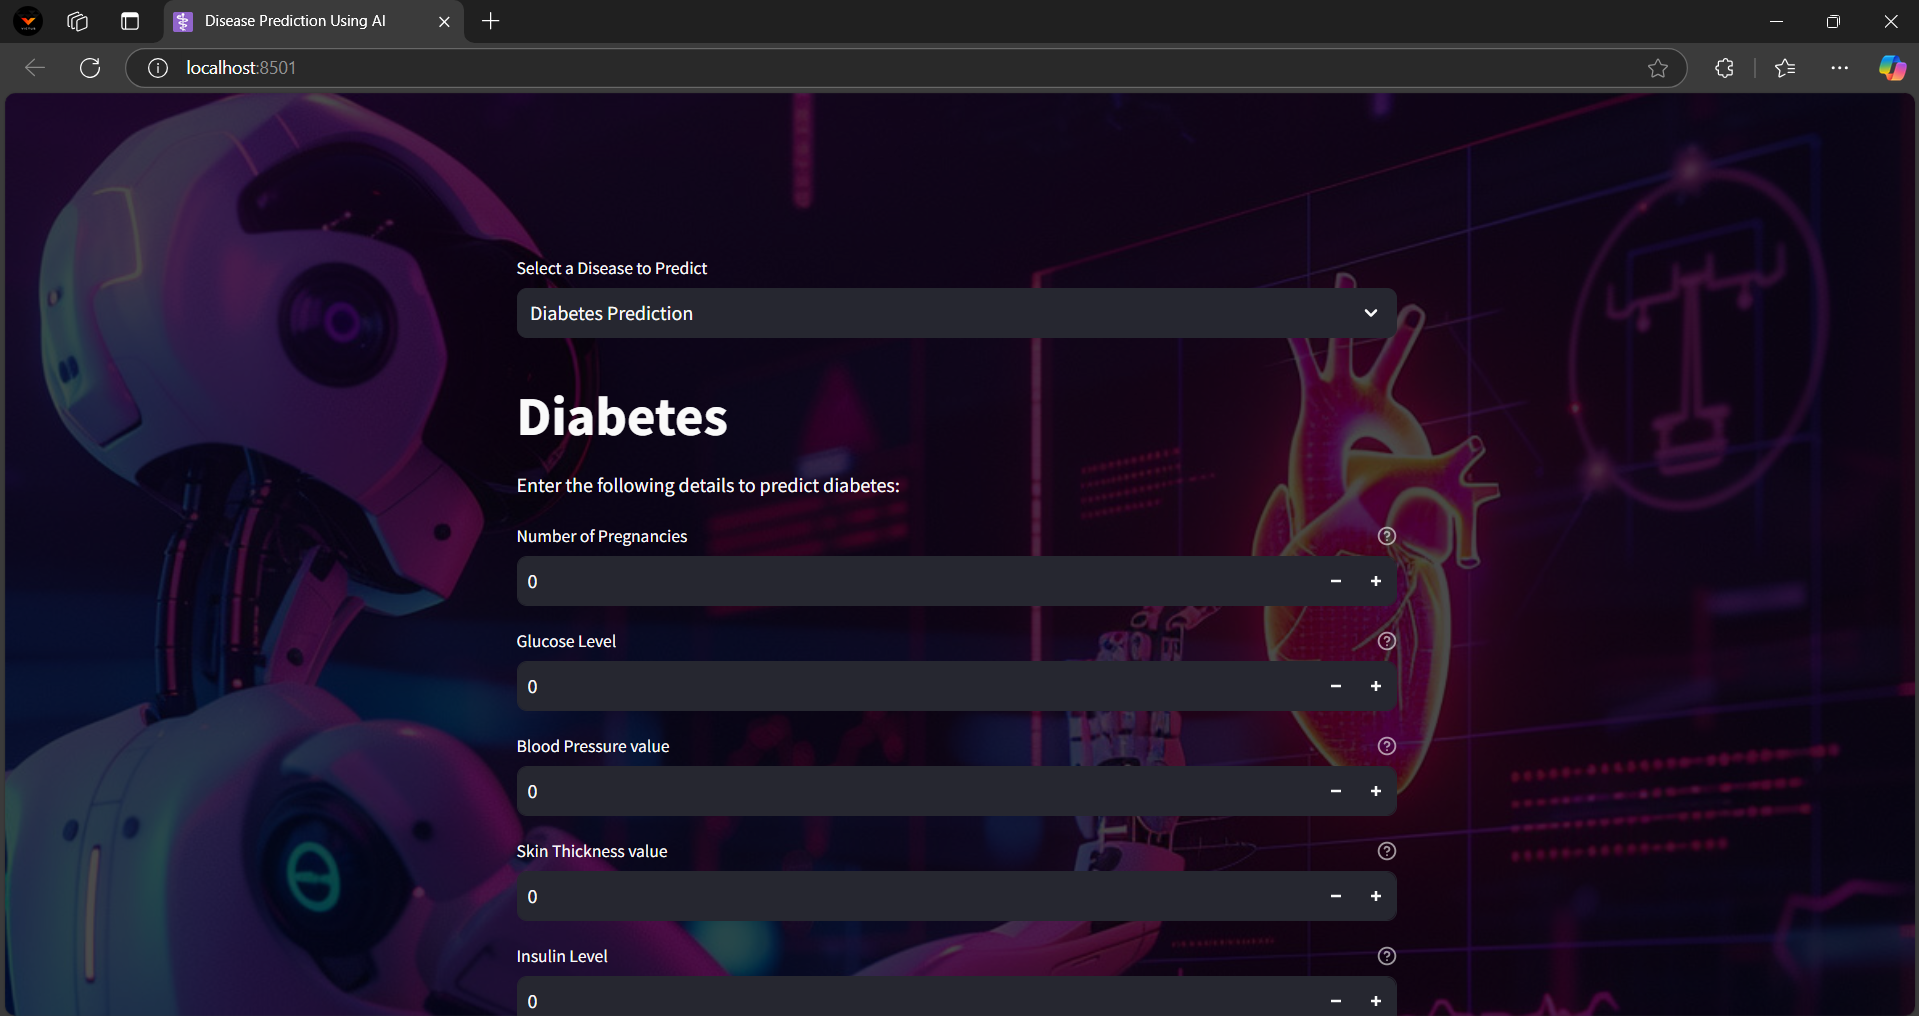 Disease Prediction Using AI
localhost:8501
Select a Disease to Predict
Diabetes Prediction
Diabetes
Enter the following details to predict diabetes:
Number of Pregnancies
0
Glucose Level
0
Blood Pressure value
0
Skin Thickness value
0
Insulin Level
0